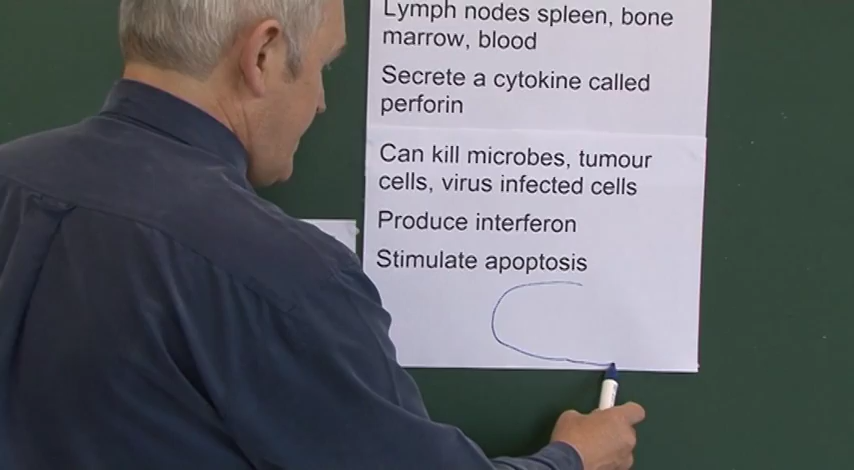 Lymph nodes spleen, bone
marrow, blood
Secrete a cytokine called
perforin
Can kill microbes, tumour
cells, virus infected cells
Produce interferon
Stimulate apoptosis